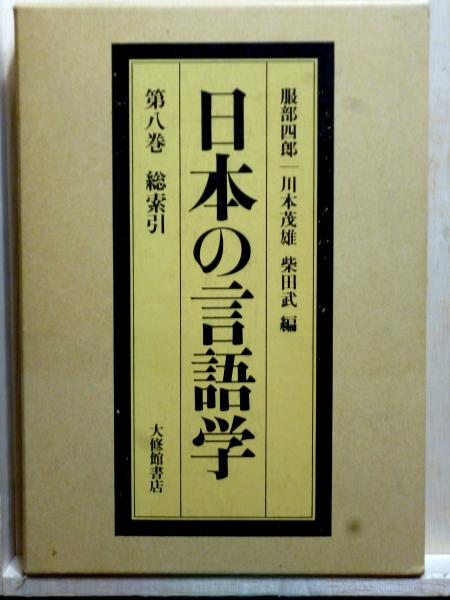 服部四郎 川本茂雄 柴田武 編
日本の言語学
第八巻 総索引
大修館書店